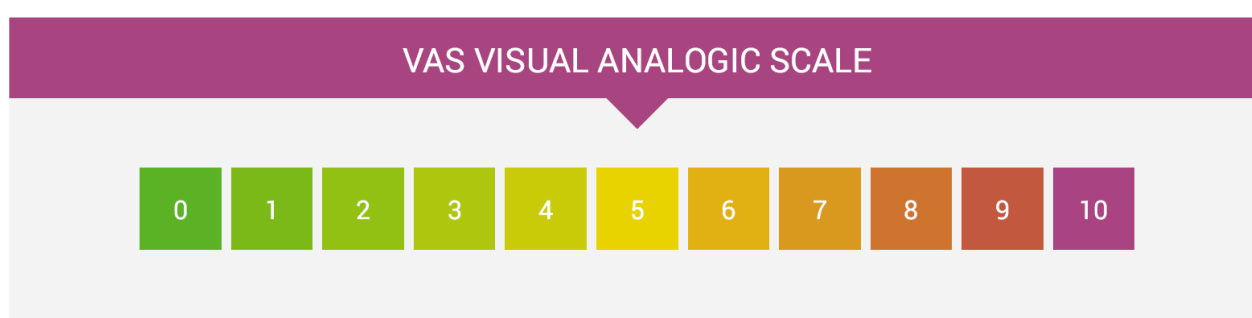 VAS VISUAL ANALOGIC SCALE
0 1 2 3 4 5 6 7 8 9 10